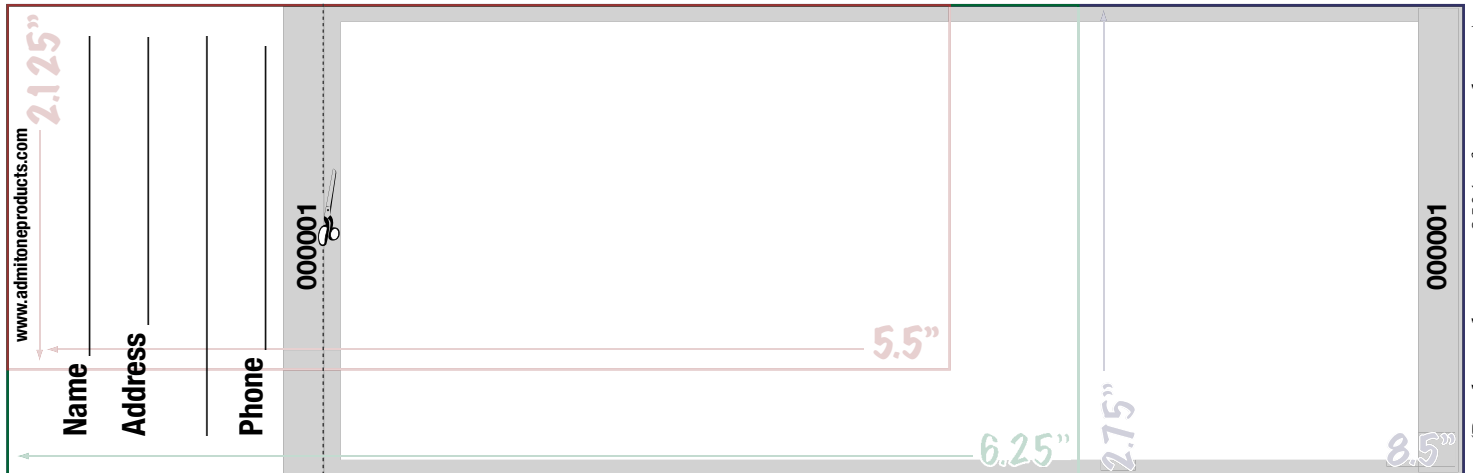 2.125”
www.admitoneproducts.com
Name
Address
Phone
000001
5.5”
6.25”
2.75”
8.5”
000001